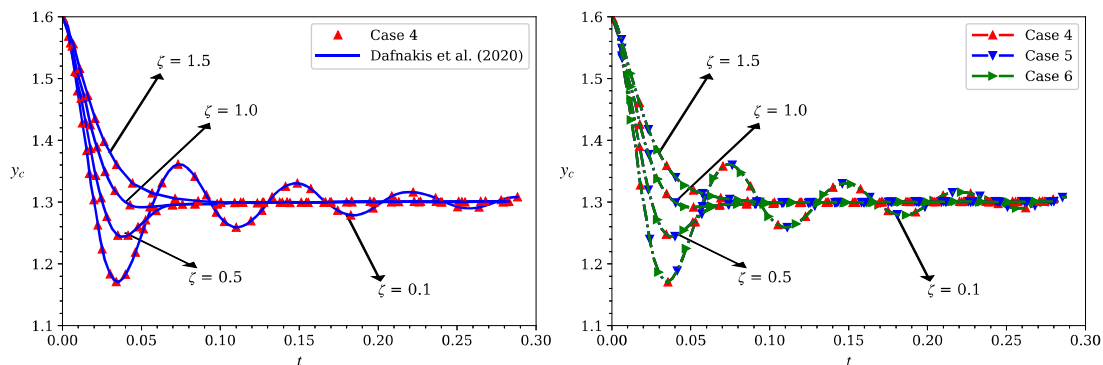 1.6
1.5
1.4
1.3
1.2
1.1
y_c
0.00 0.05 0.10 0.15 0.20 0.25 0.30
t
Case 4
Dafnakis et al. (2020)
ζ = 1.5
ζ = 1.0
ζ = 0.5
ζ = 0.1
1.6
1.5
1.4
1.3
1.2
1.1
y_c
0.00 0.05 0.10 0.15 0.20 0.25 0.30
t
Case 4
Case 5
Case 6
ζ = 1.5
ζ = 1.0
ζ = 0.5
ζ = 0.1